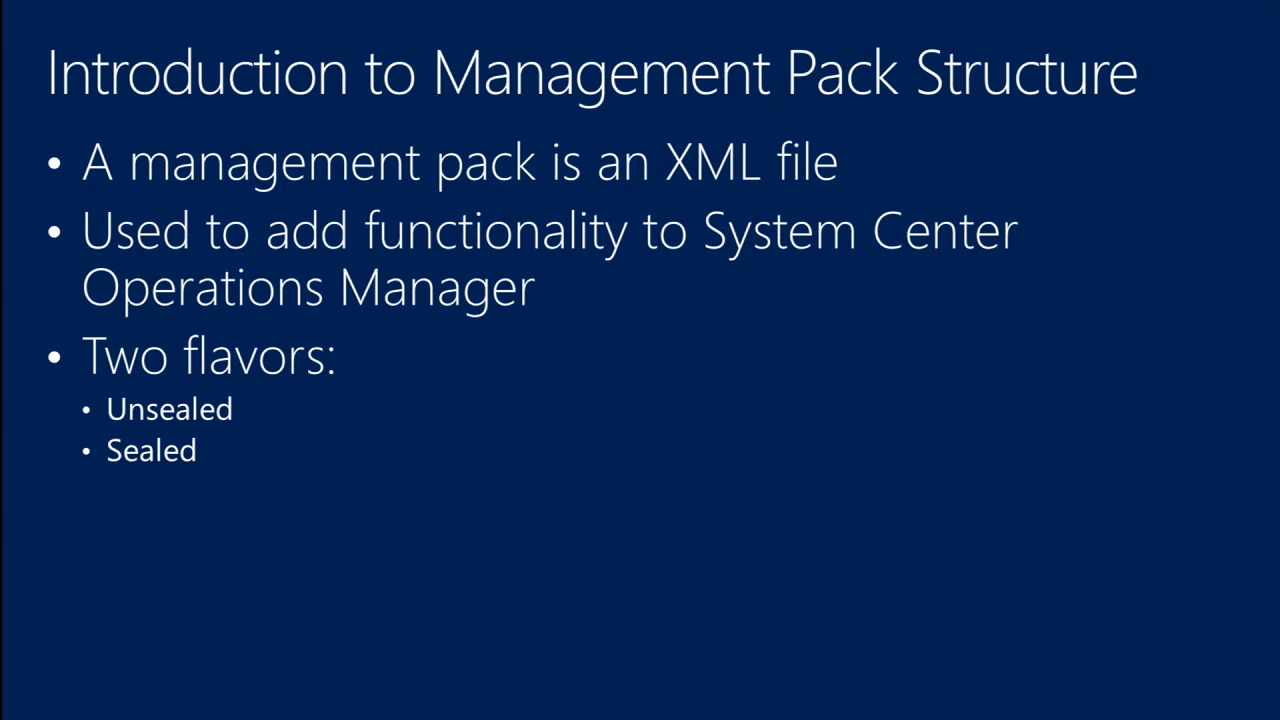 Introduction to Management Pack Structure
• A management pack is an XML file
• Used to add functionality to System Center
Operations Manager
• Two flavors:
• Unsealed
• Sealed